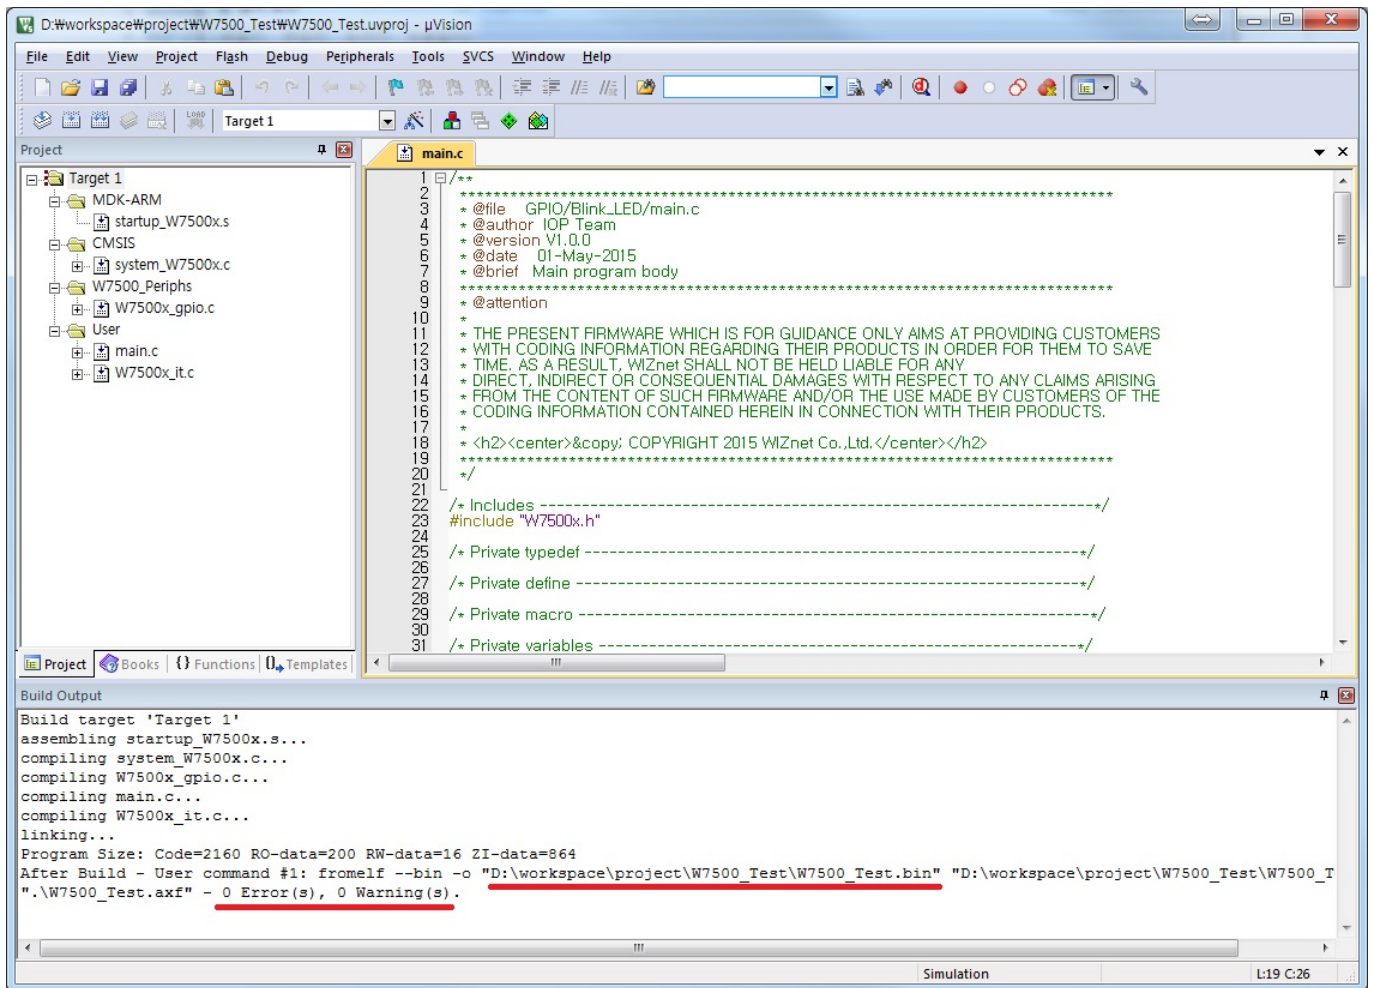 D:₩workspace₩project₩W7500_Test₩W7500_Test.uvproj - µVision
File Edit View Project Flash Debug Peripherals Tools SVCS Window Help
LOAD
Target 1
Project
main.c
Target 1
MDK-ARM
startup_W7500x.s
CMSIS
system_W7500x.c
W7500_Periphs
W7500x_gpio.c
User
main.c
W7500x_it.c
Project Books {} Functions 0 Templates
1 /**
2 ******************************************************************************
3 * @file GPIO/Blink_LED/main.c
4 * @author IOP Team
5 * @version V1.0.0
6 * @date 01-May-2015
7 * @brief Main program body
8 ******************************************************************************
9 * @attention
10 *
11 * THE PRESENT FIRMWARE WHICH IS FOR GUIDANCE ONLY AIMS AT PROVIDING CUSTOMERS
12 * WITH CODING INFORMATION REGARDING THEIR PRODUCTS IN ORDER FOR THEM TO SAVE
13 * TIME. AS A RESULT, WIZnet SHALL NOT BE HELD LIABLE FOR ANY
14 * DIRECT, INDIRECT OR CONSEQUENTIAL DAMAGES WITH RESPECT TO ANY CLAIMS ARISING
15 * FROM THE CONTENT OF SUCH FIRMWARE AND/OR THE USE MADE BY CUSTOMERS OF THE
16 * CODING INFORMATION CONTAINED HEREIN IN CONNECTION WITH THEIR PRODUCTS.
17 *
18 * <h2><center>&copy; COPYRIGHT 2015 WIZnet Co.,Ltd.</center></h2>
19 ******************************************************************************
20 */
21
22 /* Includes ------------------------------------------------------------------*/
23 #include "W7500x.h"
24
25 /* Private typedef -----------------------------------------------------------*/
26
27 /* Private define ------------------------------------------------------------*/
28
29 /* Private macro -------------------------------------------------------------*/
30
31 /* Private variables ---------------------------------------------------------*/
Build Output
Build target 'Target 1'
assembling startup_W7500x.s...
compiling system_W7500x.c...
compiling W7500x_gpio.c...
compiling main.c...
compiling W7500x_it.c...
linking...
Program Size: Code=2160 RO-data=200 RW-data=16 ZI-data=864
After Build - User command #1: fromelf --bin -o "D:\workspace\project\W7500_Test\W7500_Test.bin" "D:\workspace\project\W7500_Test\W7500_T
".\W7500_Test.axf" - 0 Error(s), 0 Warning(s).
Simulation L:19 C:26